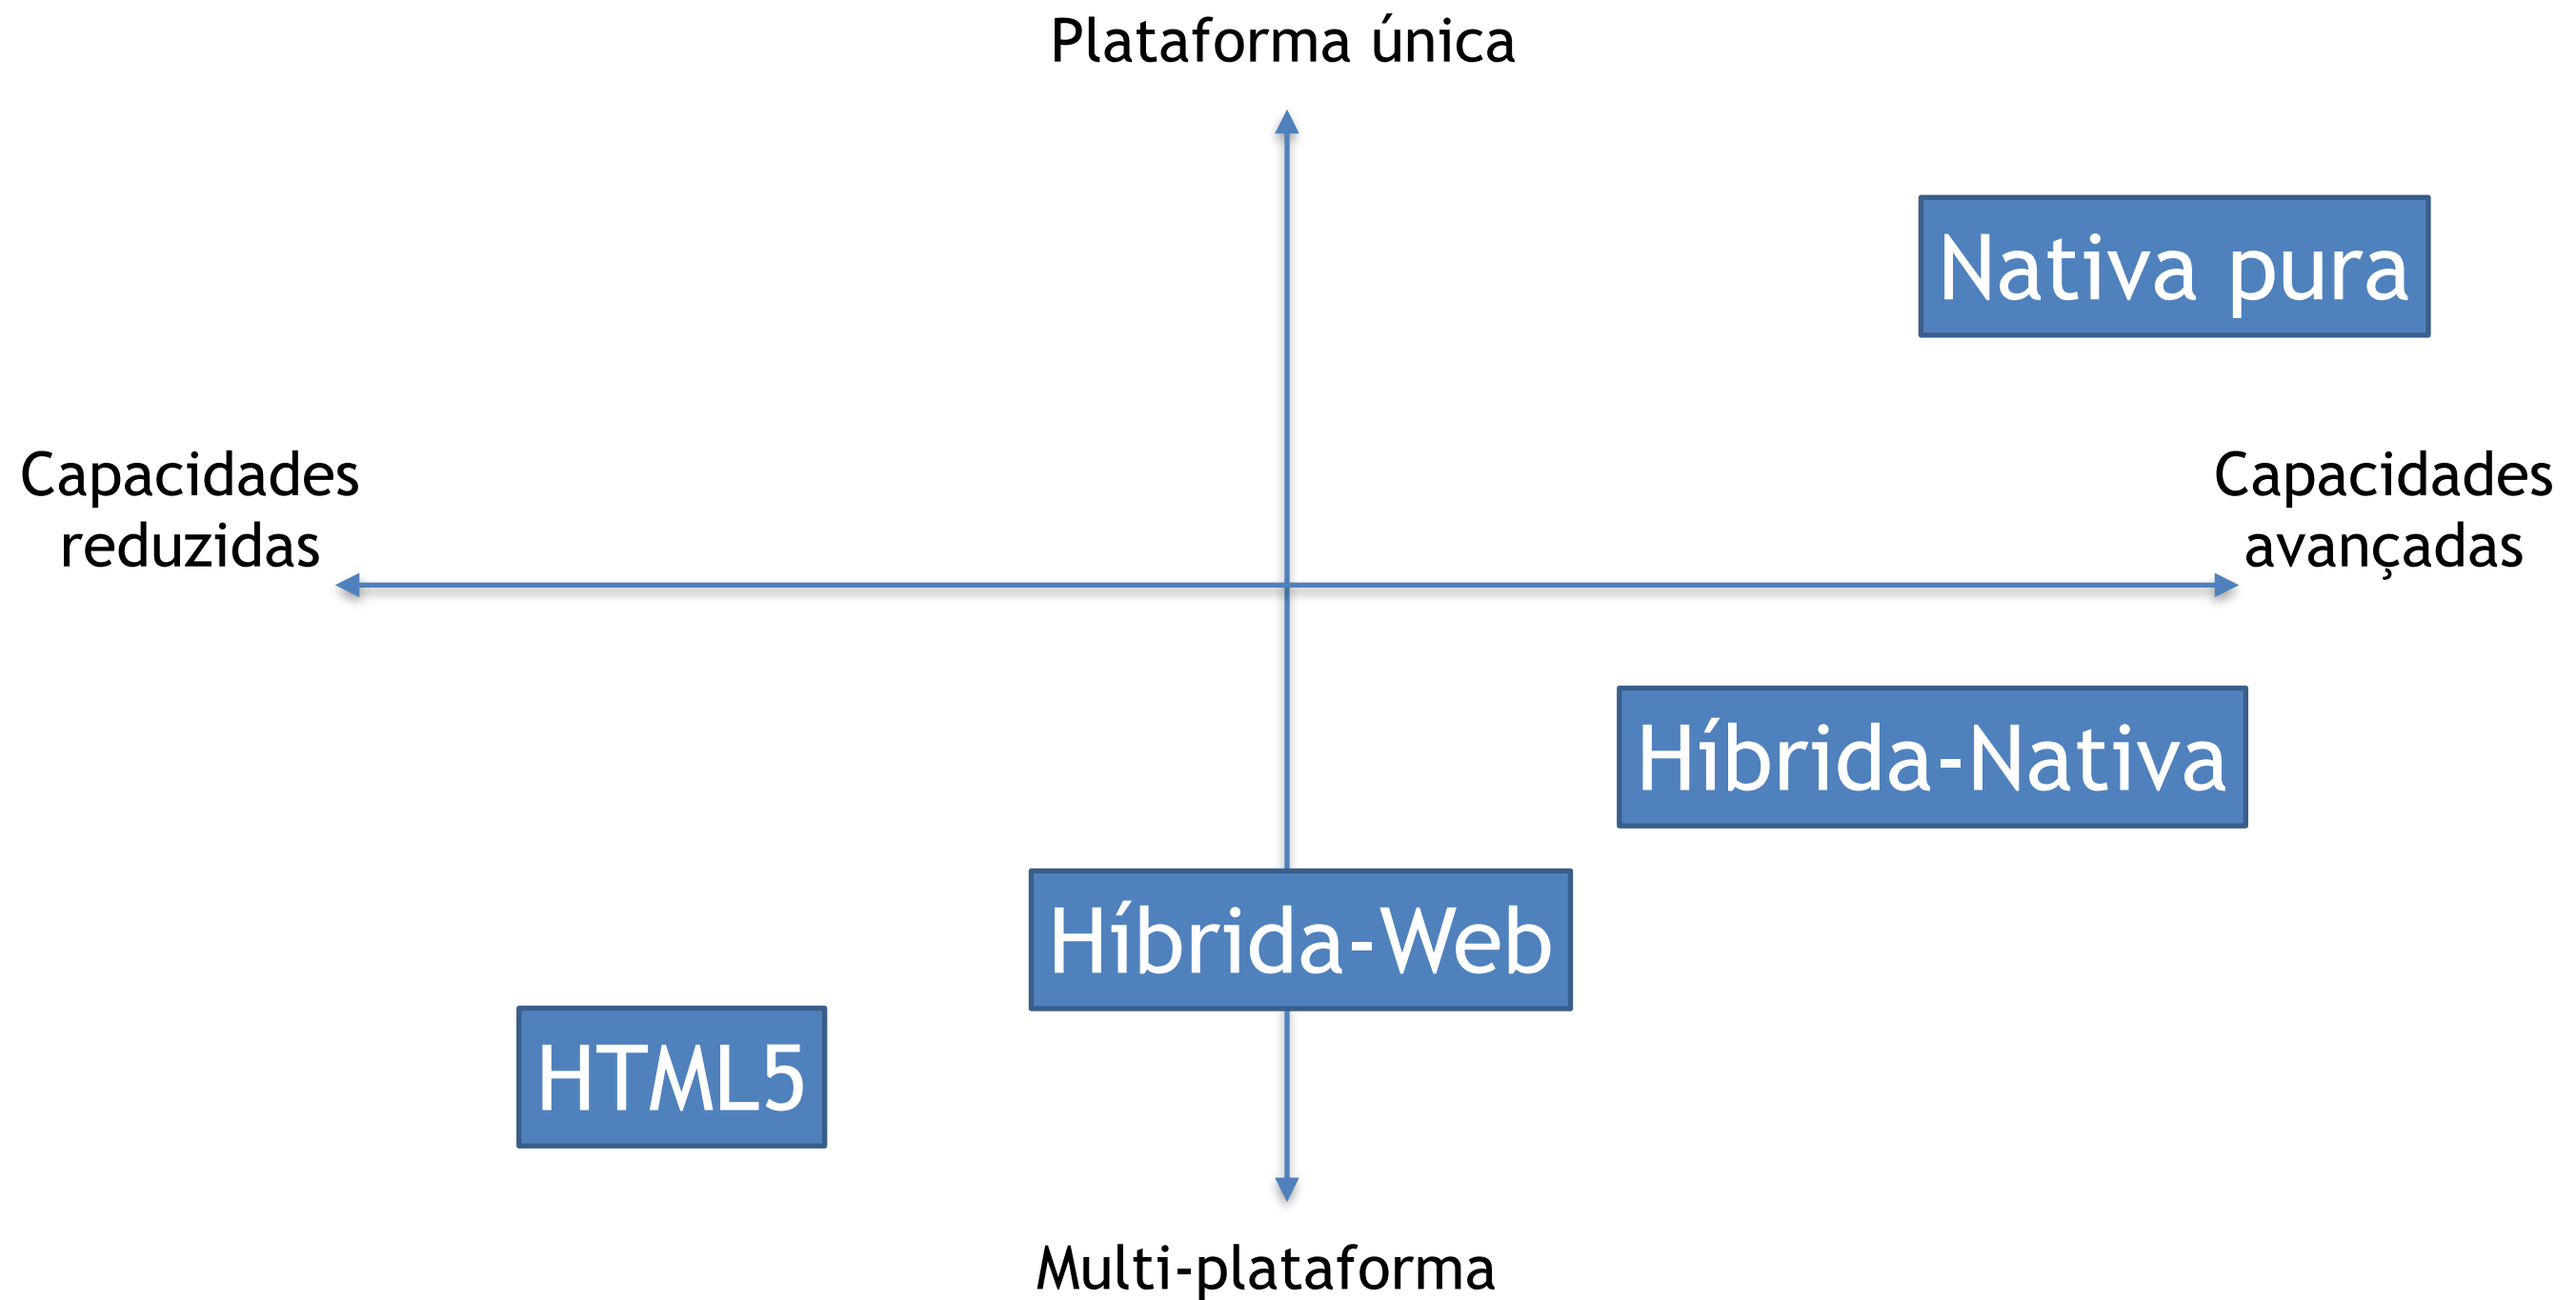 Plataforma única
Nativa pura
Capacidades
reduzidas
Capacidades
avançadas
Híbrida-Nativa
Híbrida-Web
HTML5
Multi-plataforma